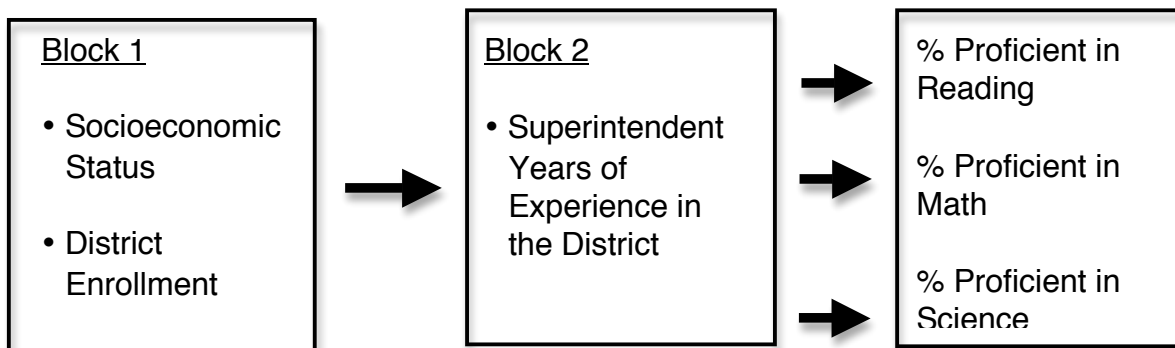 Block 1
• Socioeconomic
Status
• District
Enrollment
Block 2
• Superintendent
Years of
Experience in
the District
% Proficient in
Reading
% Proficient in
Math
% Proficient in
Science